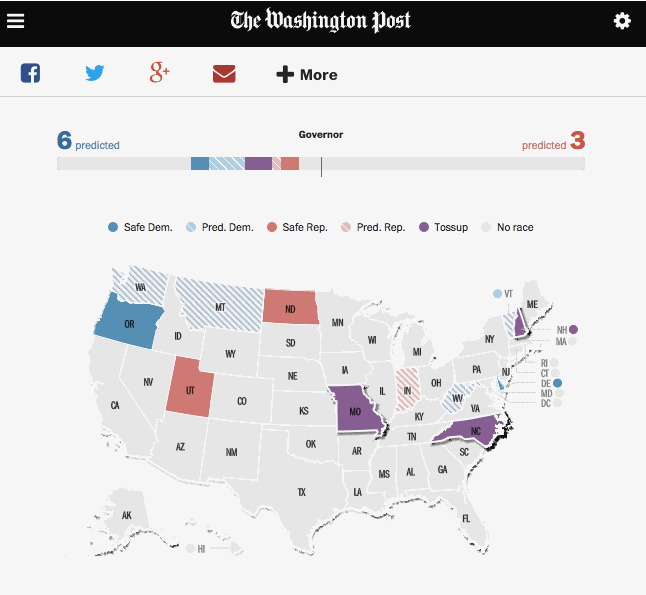 The Washington Post
g+
More
Governor
6 predicted
predicted 3
Safe Dem.
Pred. Dem.
Safe Rep.
Pred. Rep.
Tossup
No race
WA
MT
ND
VT
ME
OR
MN
ID
SD
WI
NY
NH
MA
WY
MI
RI
NV
NE
IA
PA
NJ
CT
UT
IL
IN
OH
DE
CA
CO
MO
WV
MD
DC
KS
KY
VA
AZ
NM
OK
TN
NC
AR
SC
MS
AL
GA
TX
LA
AK
FL
HI